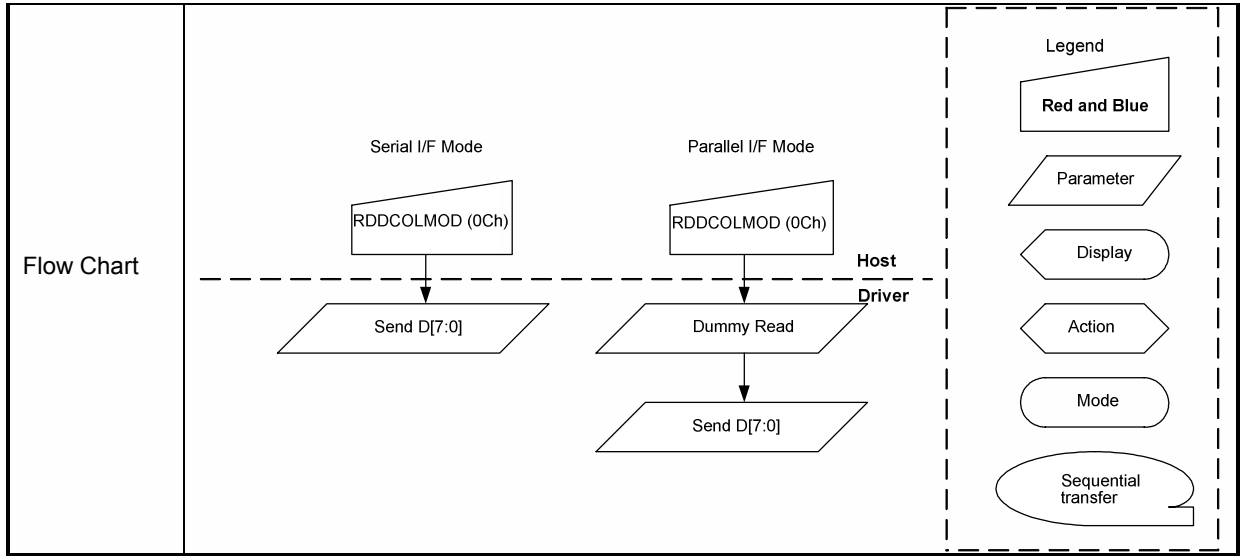 Flow Chart
Serial I/F Mode
RDDCOLMOD (0Ch)
Send D[7:0]
Parallel I/F Mode
RDDCOLMOD (0Ch)
Host
Driver
Dummy Read
Send D[7:0]
Legend
Red and Blue
Parameter
Display
Action
Mode
Sequential
transfer